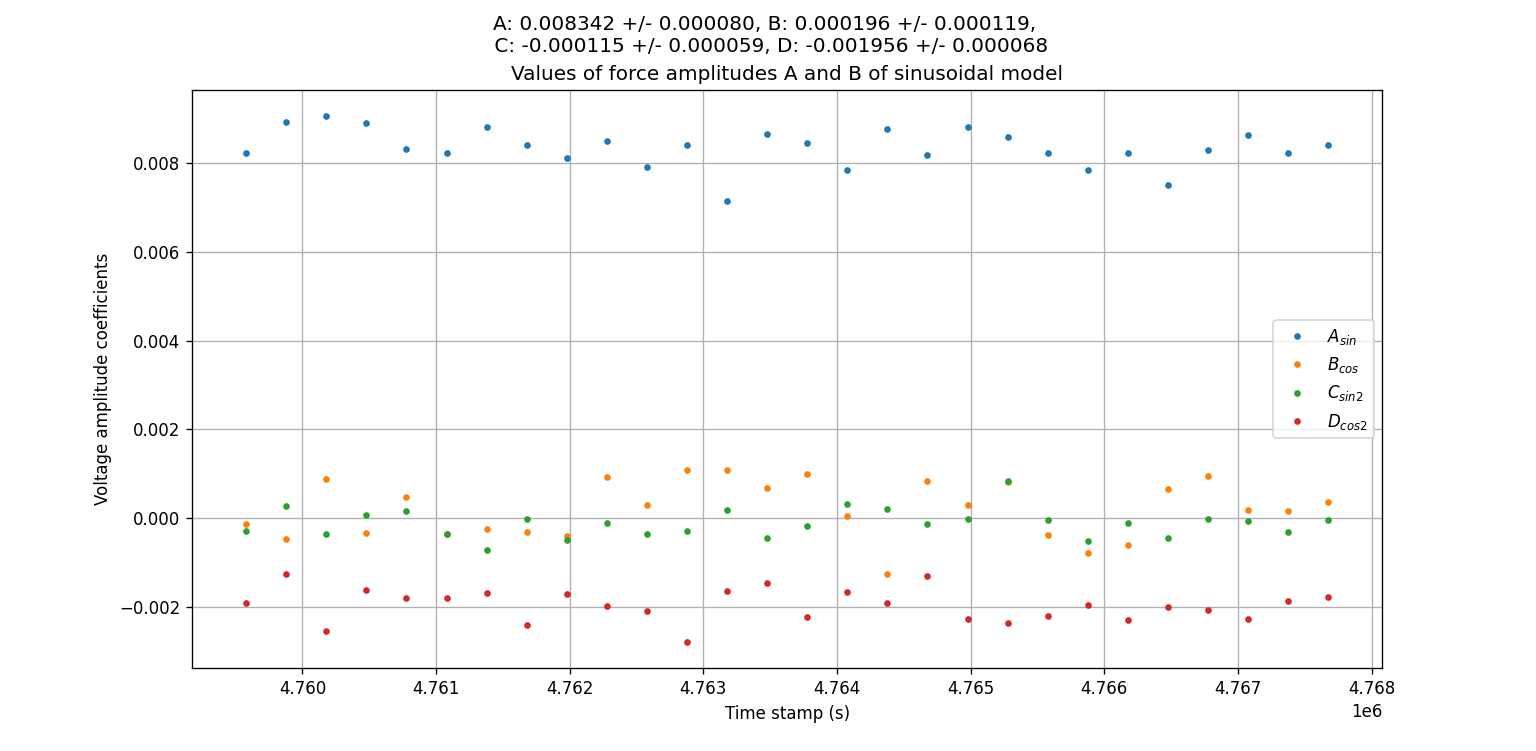 A: 0.008342 +/- 0.000080, B: 0.000196 +/- 0.000119,
C: -0.000115 +/- 0.000059, D: -0.001956 +/- 0.000068
Values of force amplitudes A and B of sinusoidal model
Voltage amplitude coefficients
0.008
0.006
0.004
0.002
0.000
−0.002
A_sin
B_cos
C_sin2
D_cos2
4.760 4.761 4.762 4.763 4.764 4.765 4.766 4.767 4.768
1e6
Time stamp (s)